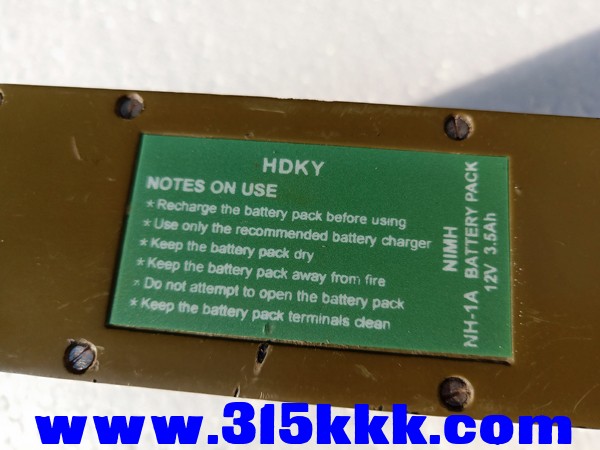 HDKY
NOTES ON USE
* Recharge the battery pack before using
* Use only the recommended battery charger
* Keep the battery pack dry
* Keep the battery pack away from fire
* Do not attempt to open the battery pack
* Keep the battery pack terminals clean
NIMH
NH-1A BATTERY PACK
12V 3.5Ah
www.315kkk.com